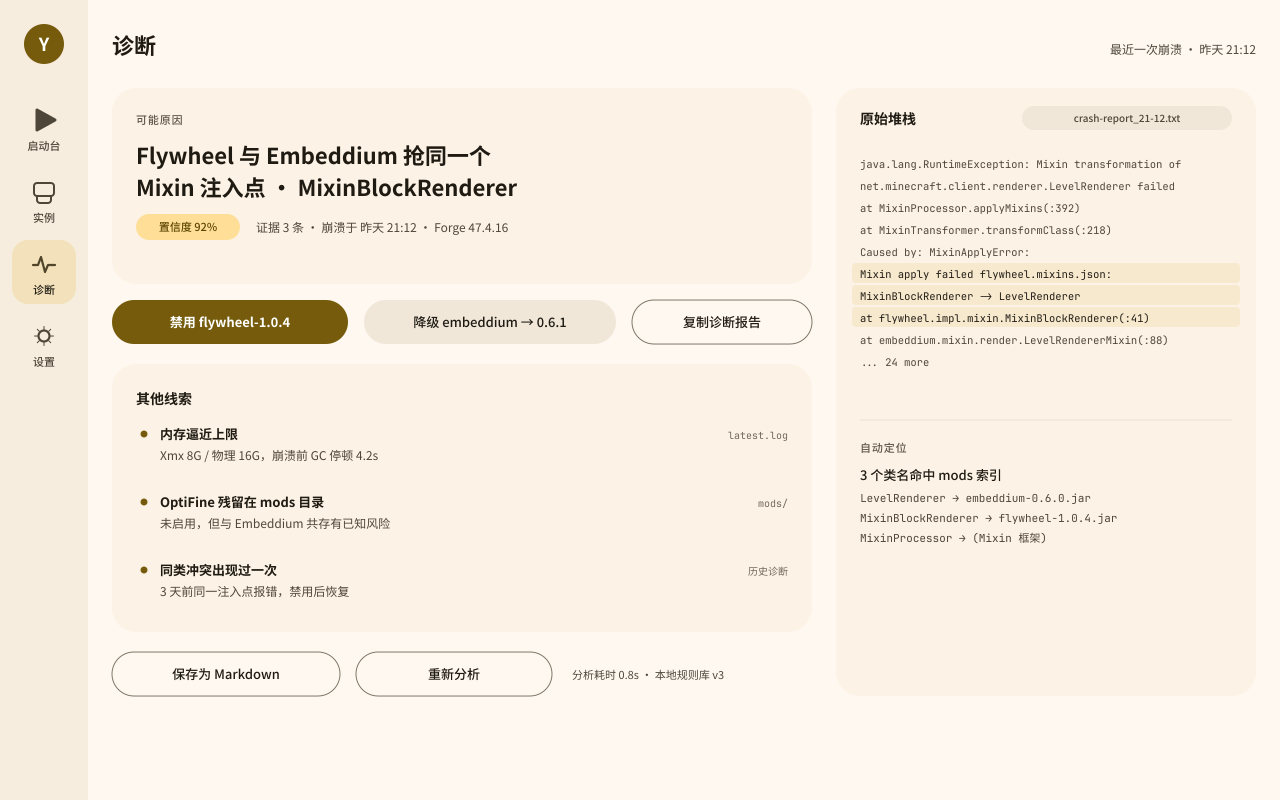 Y
启动台
实例
诊断
设置
诊断
最近一次崩溃 · 昨天 21:12
可能原因
Flywheel 与 Embeddium 抢同一个
Mixin 注入点 · MixinBlockRenderer
置信度 92%
证据 3 条 · 崩溃于 昨天 21:12 · Forge 47.4.16
禁用 flywheel-1.0.4
降级 embeddium → 0.6.1
复制诊断报告
其他线索
内存逼近上限
latest.log
Xmx 8G / 物理 16G，崩溃前 GC 停顿 4.2s
OptiFine 残留在 mods 目录
mods/
未启用，但与 Embeddium 共存有已知风险
同类冲突出现过一次
历史诊断
3 天前同一注入点报错，禁用后恢复
保存为 Markdown
重新分析
分析耗时 0.8s · 本地规则库 v3
原始堆栈
crash-report_21-12.txt
java.lang.RuntimeException: Mixin transformation of
net.minecraft.client.renderer.LevelRenderer failed
at MixinProcessor.applyMixins(:392)
at MixinTransformer.transformClass(:218)
Caused by: MixinApplyError:
Mixin apply failed flywheel.mixins.json:
MixinBlockRenderer → LevelRenderer
at flywheel.impl.mixin.MixinBlockRenderer(:41)
at embeddium.mixin.render.LevelRendererMixin(:88)
... 24 more
自动定位
3 个类名命中 mods 索引
LevelRenderer → embeddium-0.6.0.jar
MixinBlockRenderer → flywheel-1.0.4.jar
MixinProcessor → (Mixin 框架)